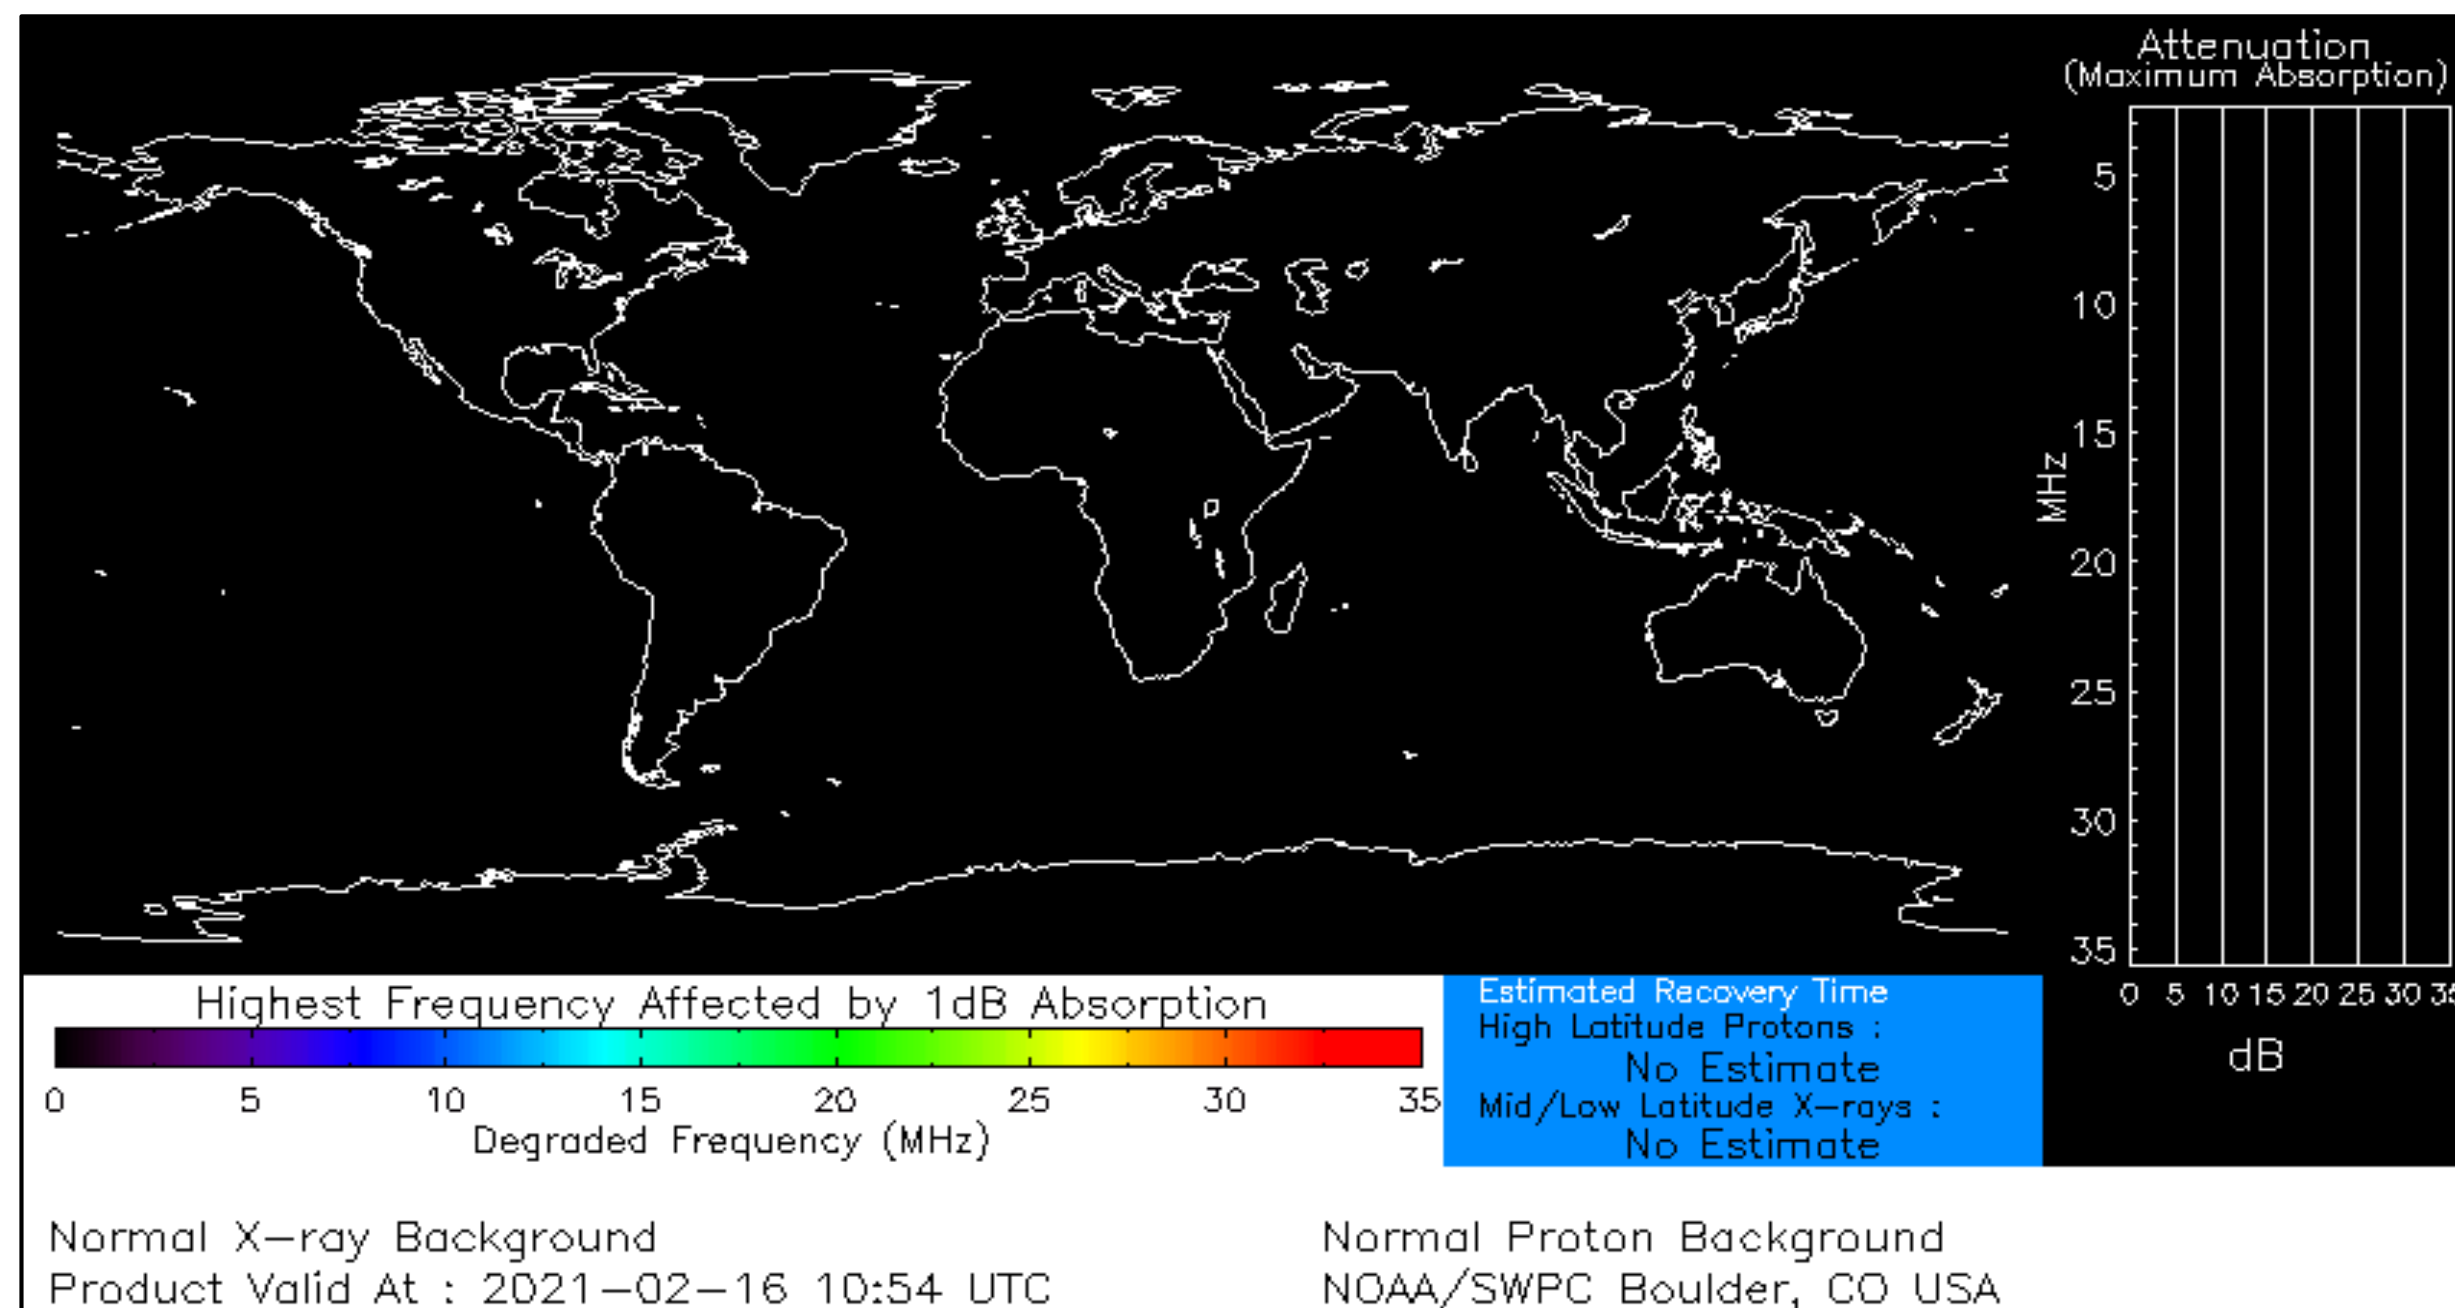 Attenuation
(Maximum Absorption)
5
10
15
20
25
30
35
MHz
0 5 10 15 20 25 30 35
dB
Highest Frequency Affected by 1dB Absorption
0 5 10 15 20 25 30 35
Degraded Frequency (MHz)
Estimated Recovery Time
High Latitude Protons :
No Estimate
Mid/Low Latitude X-rays :
No Estimate
Normal X-ray Background
Normal Proton Background
Product Valid At : 2021-02-16 10:54 UTC
NOAA/SWPC Boulder, CO USA